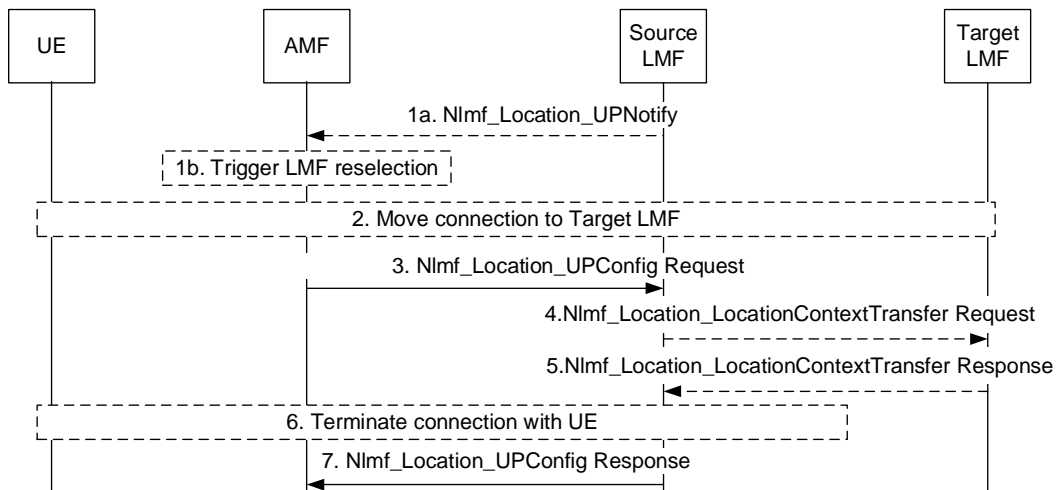 UE
AMF
Source
LMF
Target
LMF
1a. Nlmf_Location_UPNotify
1b. Trigger LMF reselection
2. Move connection to Target LMF
3. Nlmf_Location_UPConfig Request
4.Nlmf_Location_LocationContextTransfer Request
5.Nlmf_Location_LocationContextTransfer Response
6. Terminate connection with UE
7. Nlmf_Location_UPConfig Response